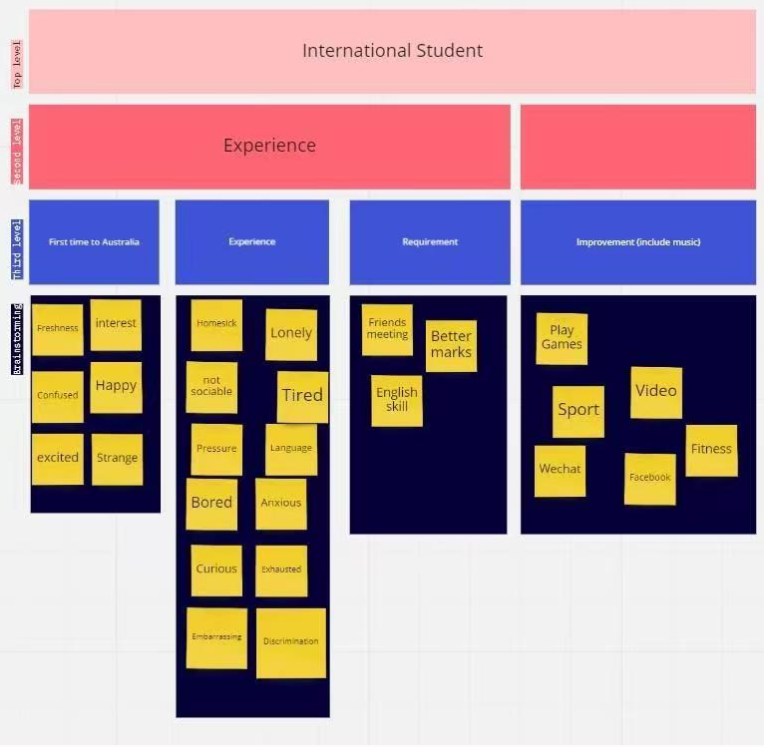 Top level
International Student
second level
Experience
Third level
First time to Australia
Experience
Requirement
Improvement (include music)
Brainstorming
Freshness
interest
Confused
Happy
excited
Strange
Homesick
Lonely
not
sociable
Tired
Pressure
Language
Bored
Anxious
Curious
Exhausted
Embarrassing
Discrimination
Friends
meeting
Better
marks
English
skill
Play
Games
Video
Sport
Fitness
Wechat
Facebook